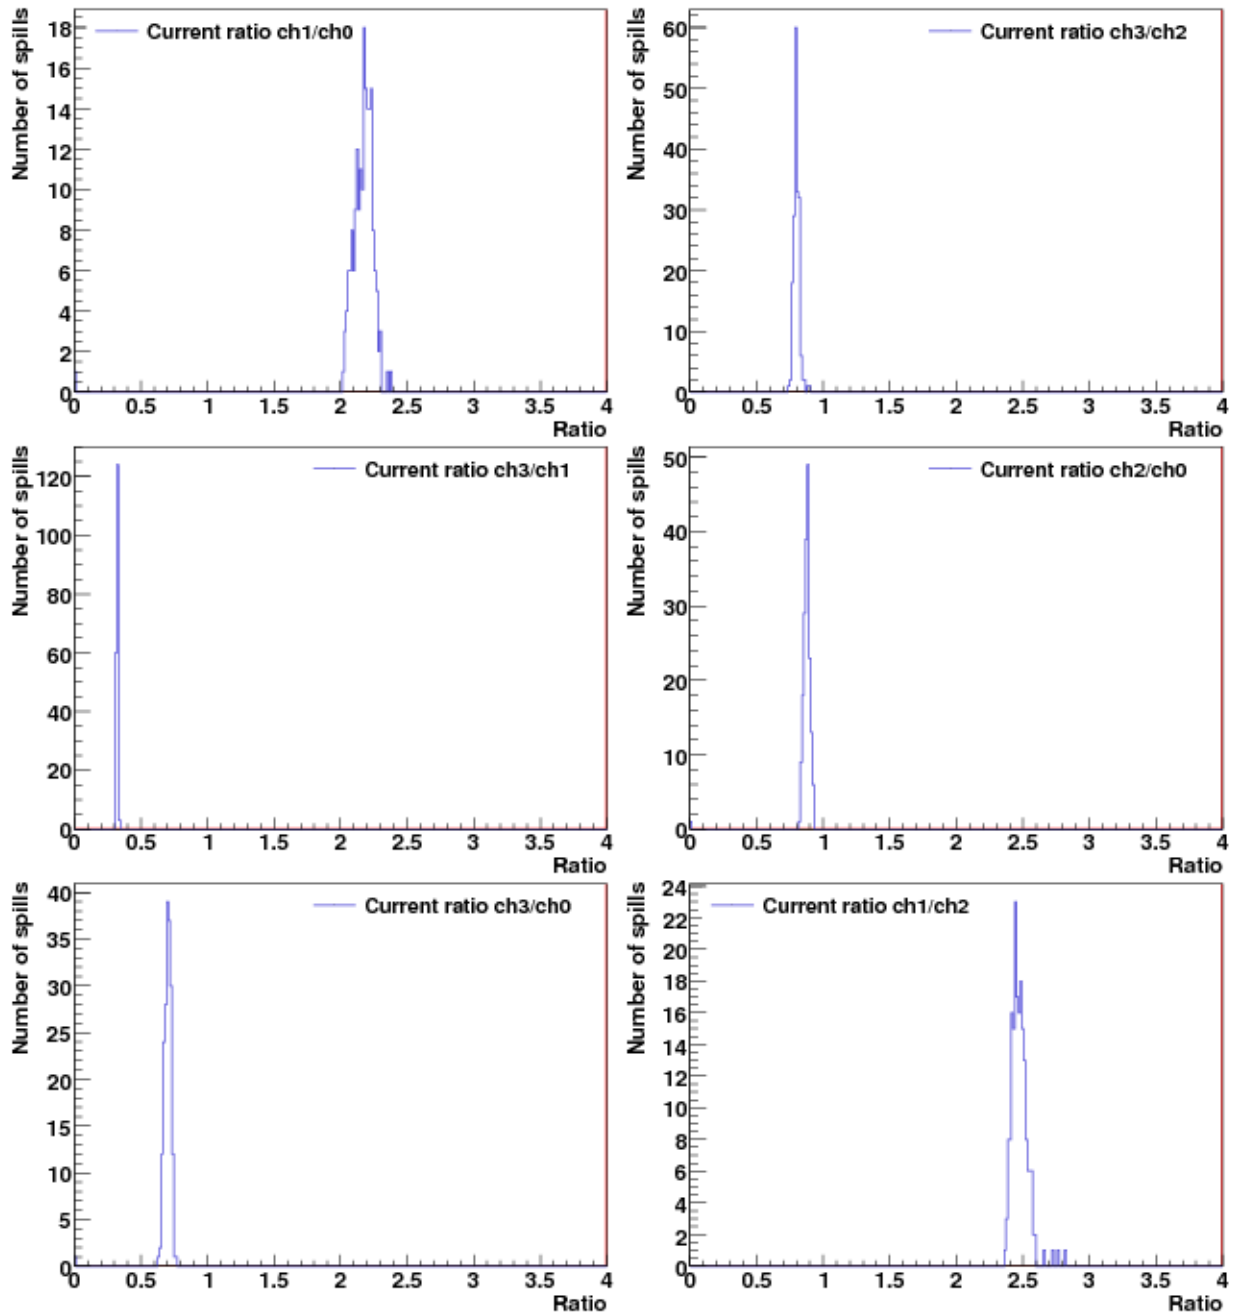 Number of spills
Current ratio ch1/ch0
18
16
14
12
10
8
6
4
2
0
0 0.5 1 1.5 2 2.5 3 3.5 4
Ratio
Number of spills
Current ratio ch3/ch2
60
50
40
30
20
10
0
0 0.5 1 1.5 2 2.5 3 3.5 4
Ratio
Number of spills
Current ratio ch3/ch1
120
100
80
60
40
20
0
0 0.5 1 1.5 2 2.5 3 3.5 4
Ratio
Number of spills
Current ratio ch2/ch0
50
40
30
20
10
0
0 0.5 1 1.5 2 2.5 3 3.5 4
Ratio
Number of spills
Current ratio ch3/ch0
40
35
30
25
20
15
10
5
0
0 0.5 1 1.5 2 2.5 3 3.5 4
Ratio
Number of spills
Current ratio ch1/ch2
24
22
20
18
16
14
12
10
8
6
4
2
0
0 0.5 1 1.5 2 2.5 3 3.5 4
Ratio